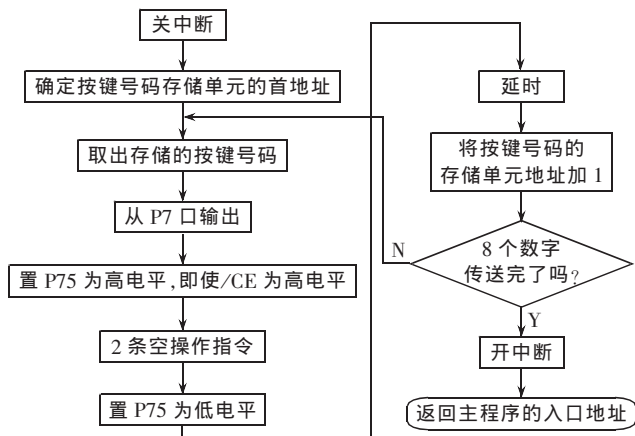 关中断
确定按键号码存储单元的首地址
取出存储的按键号码
从 P7 口输出
置 P75 为高电平,即使/CE 为高电平
2 条空操作指令
置 P75 为低电平
延时
将按键号码的
存储单元地址加 1
8 个数字
传送完了吗?
N
Y
开中断
返回主程序的入口地址